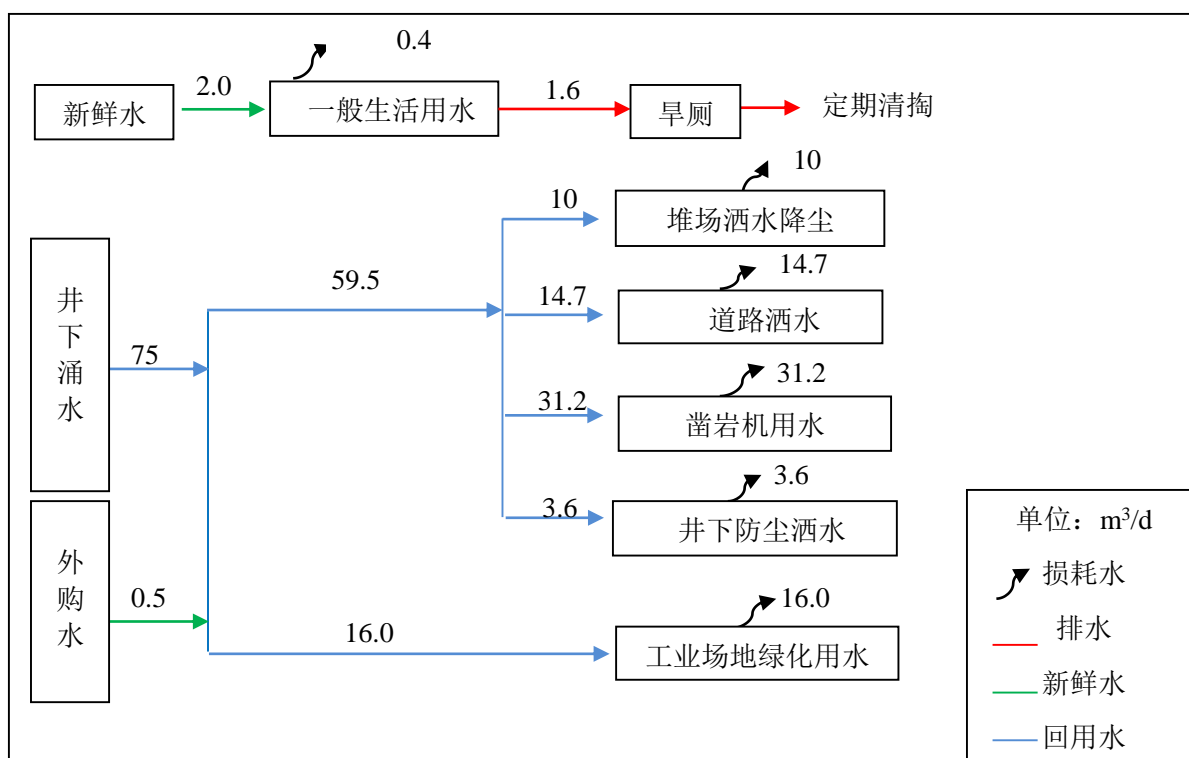 0.4
新鲜水
2.0
一般生活用水
1.6
旱厕
定期清掏
井下涌水
75
59.5
10
10
堆场洒水降尘
14.7
14.7
道路洒水
31.2
31.2
凿岩机用水
3.6
3.6
井下防尘洒水
外购水
0.5
16.0
16.0
工业场地绿化用水
单位：m³/d
损耗水
排水
新鲜水
回用水